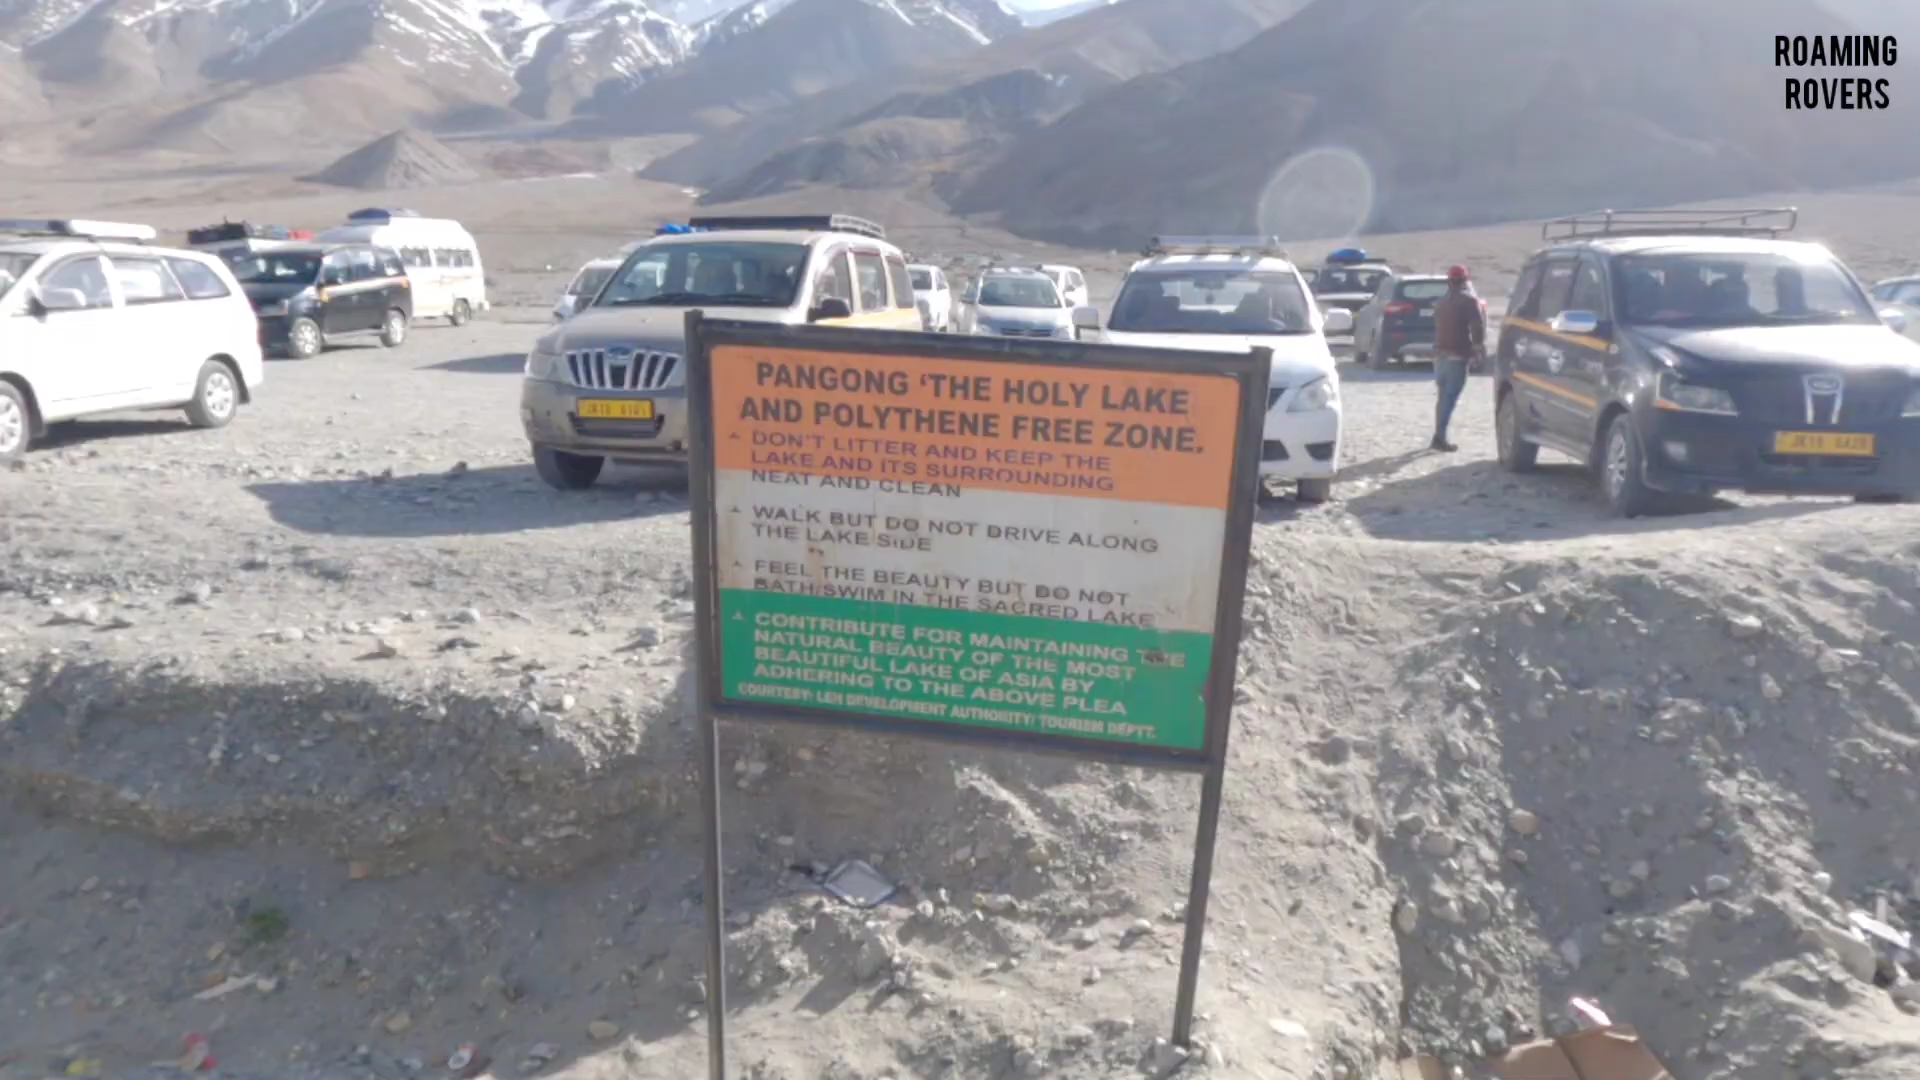 ROAMING
ROVERS
PANGONG ‘THE HOLY LAKE
AND POLYTHENE FREE ZONE.
DON'T LITTER AND KEEP THE
LAKE AND ITS SURROUNDING
NEAT AND CLEAN
WALK BUT DO NOT DRIVE ALONG
THE LAKE SIDE
FEEL THE BEAUTY BUT DO NOT
BATH/SWIM IN THE SACRED LAKE
CONTRIBUTE FOR MAINTAINING THE
NATURAL BEAUTY OF THE MOST
BEAUTIFUL LAKE OF ASIA BY
ADHERING TO THE ABOVE PLEA
COURTESY: LEH DEVELOPMENT AUTHORITY/ TOURISM DEPTT.